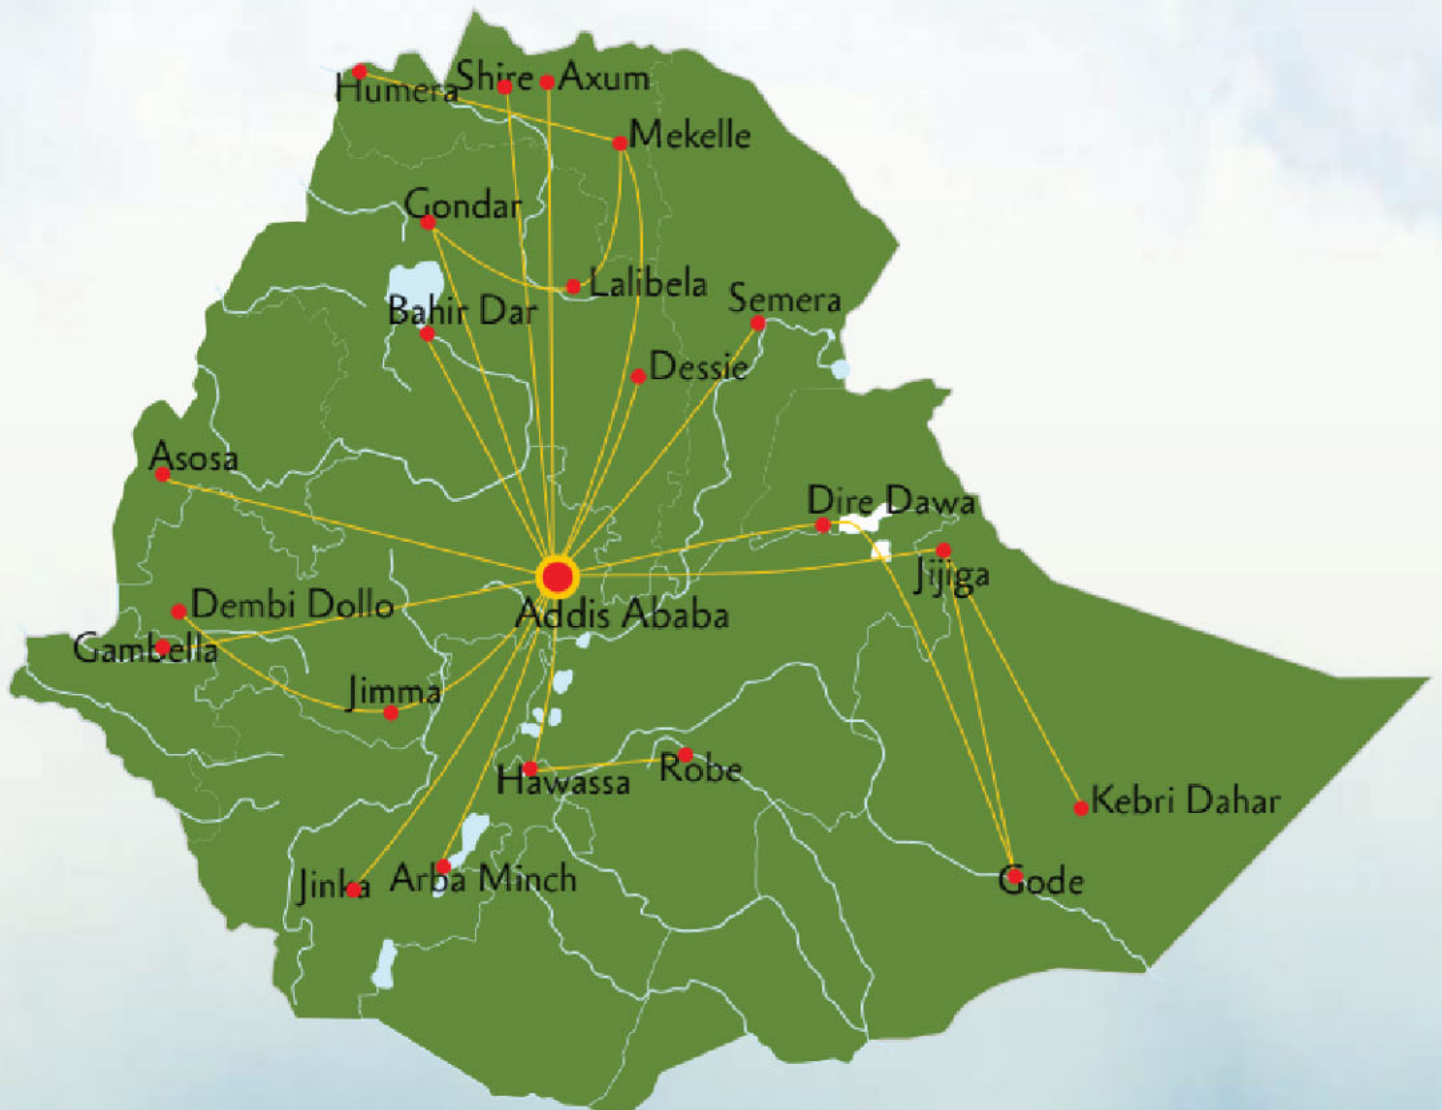 Humera
Shire
Axum
Mekelle
Gondar
Lalibela
Semera
Bahir Dar
Dessie
Asosa
Dire Dawa
Jijiga
Addis Ababa
Dembi Dollo
Gambella
Jimma
Hawassa
Robe
Kebri Dahar
Jinka
Arba Minch
Gode